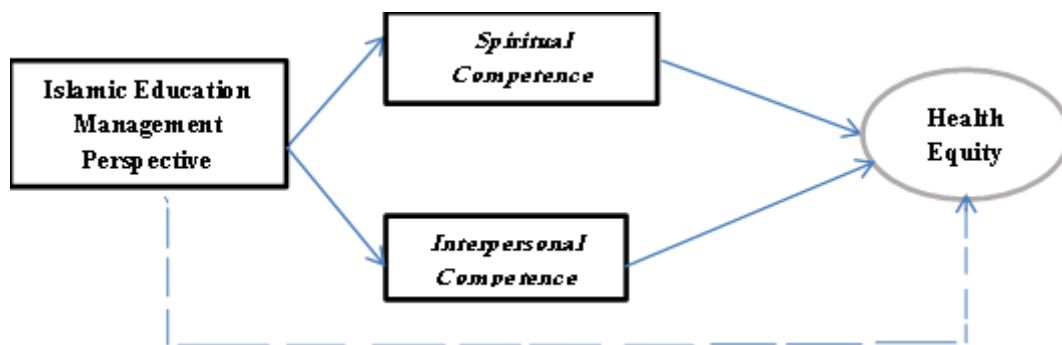 Islamic Education
Management
Perspective
Spiritual
Competence
Interpersonal
Competence
Health
Equity